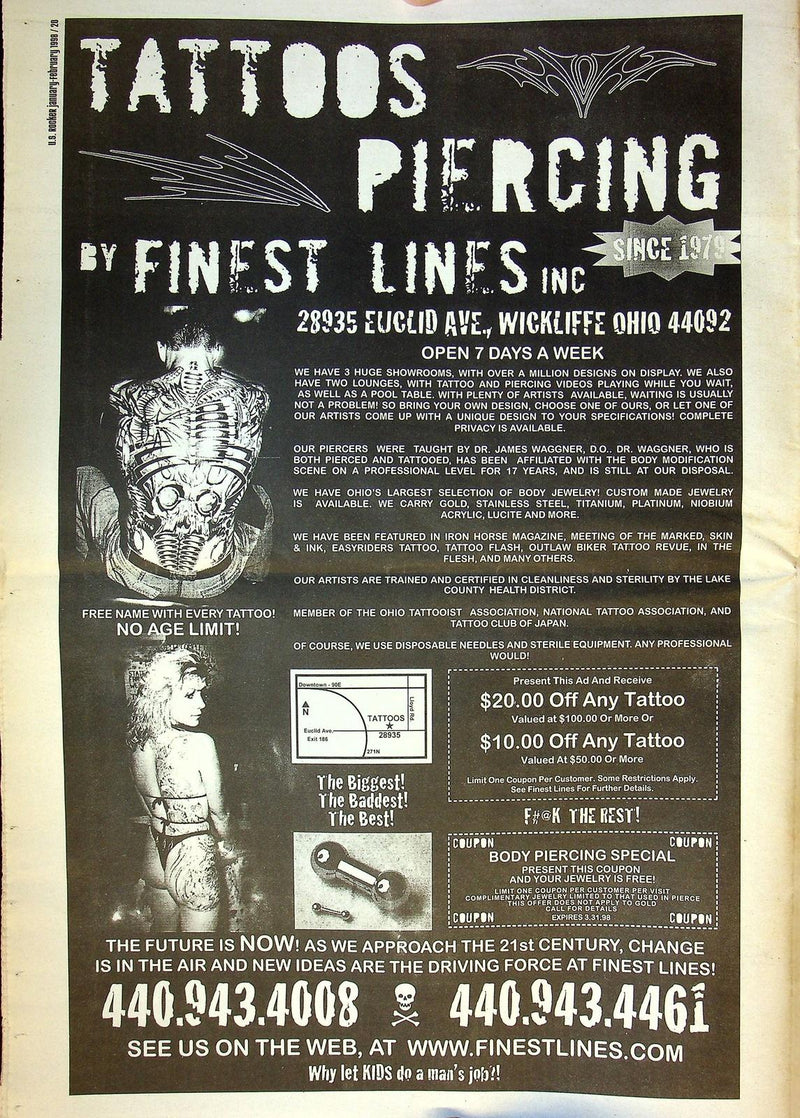 U.S. ROCKER january-february 1998 / 28
TATTOOS
PIERCING
BY FINEST LINES INC
SINCE 1979
28935 EUCLID AVE., WICKLIFFE OHIO 44092
OPEN 7 DAYS A WEEK
WE HAVE 3 HUGE SHOWROOMS, WITH OVER A MILLION DESIGNS ON DISPLAY. WE ALSO
HAVE TWO LOUNGES, WITH TATTOO AND PIERCING VIDEOS PLAYING WHILE YOU WAIT,
AS WELL AS A POOL TABLE. WITH PLENTY OF ARTISTS AVAILABLE, WAITING IS USUALLY
NOT A PROBLEM! SO BRING YOUR OWN DESIGN, CHOOSE ONE OF OURS, OR LET ONE OF
OUR ARTISTS COME UP WITH A UNIQUE DESIGN TO YOUR SPECIFICATIONS! COMPLETE
PRIVACY IS AVAILABLE.
OUR PIERCERS WERE TAUGHT BY DR. JAMES WAGGNER, D.O.. DR. WAGGNER, WHO IS
BOTH PIERCED AND TATTOOED, HAS BEEN AFFILIATED WITH THE BODY MODIFICATION
SCENE ON A PROFESSIONAL LEVEL FOR 17 YEARS, AND IS STILL AT OUR DISPOSAL.
WE HAVE OHIO'S LARGEST SELECTION OF BODY JEWELRY! CUSTOM MADE JEWELRY
IS AVAILABLE. WE CARRY GOLD, STAINLESS STEEL, TITANIUM, PLATINUM, NIOBIUM
ACRYLIC, LUCITE AND MORE.
WE HAVE BEEN FEATURED IN IRON HORSE MAGAZINE, MEETING OF THE MARKED, SKIN
& INK, EASYRIDERS TATTOO, TATTOO FLASH, OUTLAW BIKER TATTOO REVUE, IN THE
FLESH, AND MANY OTHERS.
OUR ARTISTS ARE TRAINED AND CERTIFIED IN CLEANLINESS AND STERILITY BY THE LAKE
COUNTY HEALTH DISTRICT.
MEMBER OF THE OHIO TATTOOIST ASSOCIATION, NATIONAL TATTOO ASSOCIATION, AND
TATTOO CLUB OF JAPAN.
OF COURSE, WE USE DISPOSABLE NEEDLES AND STERILE EQUIPMENT. ANY PROFESSIONAL
WOULD!
FREE NAME WITH EVERY TATTOO!
NO AGE LIMIT!
Downtown - 90E
N
Lloyd Rd.
TATTOOS
28935
Euclid Ave.
Exit 186
271N
The Biggest!
The Baddest!
The Best!
Present This Ad And Receive
$20.00 Off Any Tattoo
Valued at $100.00 Or More Or
$10.00 Off Any Tattoo
Valued At $50.00 Or More
Limit One Coupon Per Customer. Some Restrictions Apply.
See Finest Lines For Further Details.
F#@K THE REST!
COUPON COUPON
BODY PIERCING SPECIAL
PRESENT THIS COUPON
AND YOUR JEWELRY IS FREE!
LIMIT ONE COUPON PER CUSTOMER PER VISIT
COMPLIMENTARY JEWELRY LIMITED TO THAT USED IN PIERCE
THIS OFFER DOES NOT APPLY TO GOLD
CALL FOR DETAILS
COUPON EXPIRES 3.31.98 COUPON
THE FUTURE IS NOW! AS WE APPROACH THE 21st CENTURY, CHANGE
IS IN THE AIR AND NEW IDEAS ARE THE DRIVING FORCE AT FINEST LINES!
440.943.4008 440.943.4461
SEE US ON THE WEB, AT WWW.FINESTLINES.COM
Why let KIDS do a man's job?!